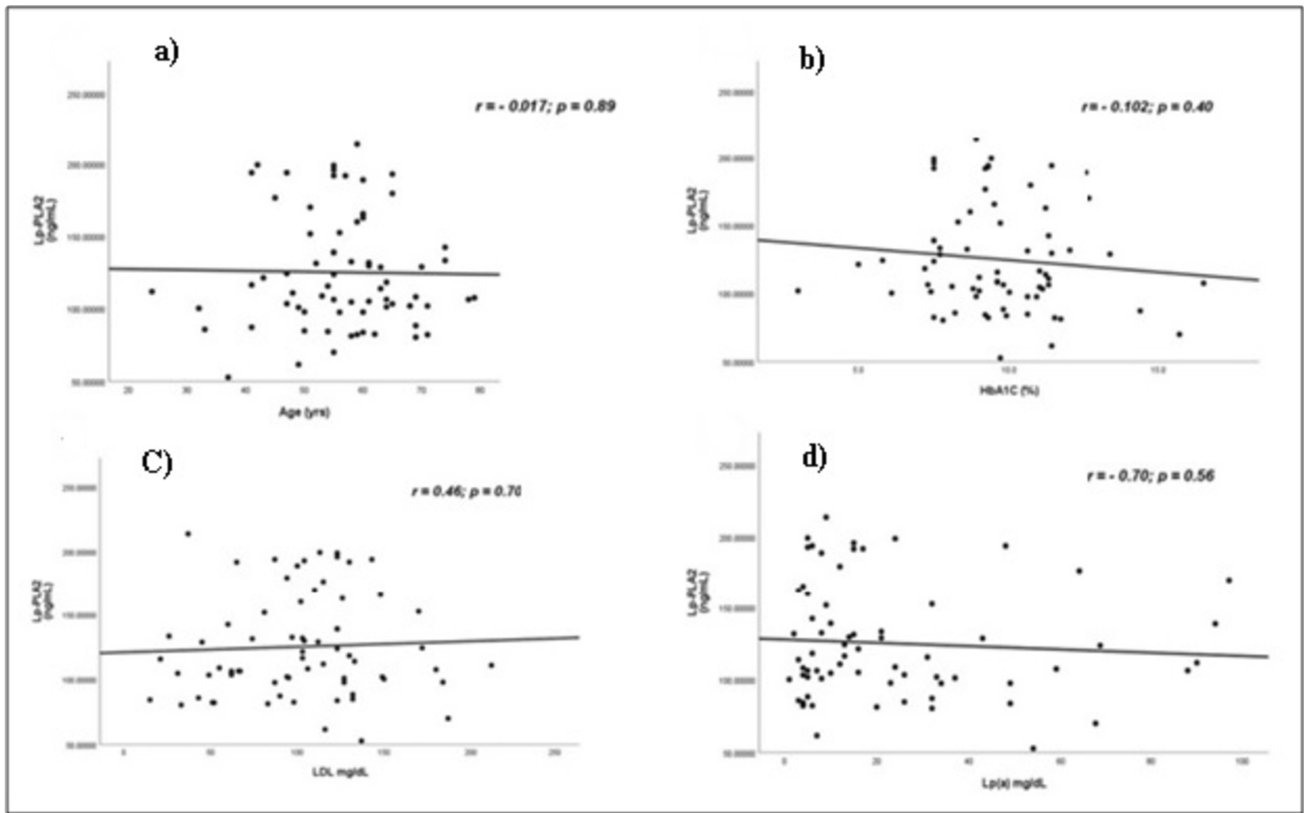 a)
r = - 0.017; p = 0.89
250.00000
200.00000
150.00000
100.00000
50.00000
Lp-PLA2
(ng/mL)
20 30 40 50 60 70 80
Age (yrs)
b)
r= - 0.102; p = 0.40
250.00000
200.00000
150.00000
100.00000
50.00000
Lp-PLA2
(ng/mL)
5.0 10.0 15.0
HbA1C (%)
C)
r = 0.46; p = 0.70
250.00000
200.00000
150.00000
100.00000
50.00000
Lp-PLA2
(ng/mL)
0 50 100 150 200 250
LDL mg/dL
d)
r = - 0.70; p = 0.56
250.00000
200.00000
150.00000
100.00000
50.00000
Lp-PLA2
(ng/mL)
0 20 40 60 80 100
Lp(a) mg/dL